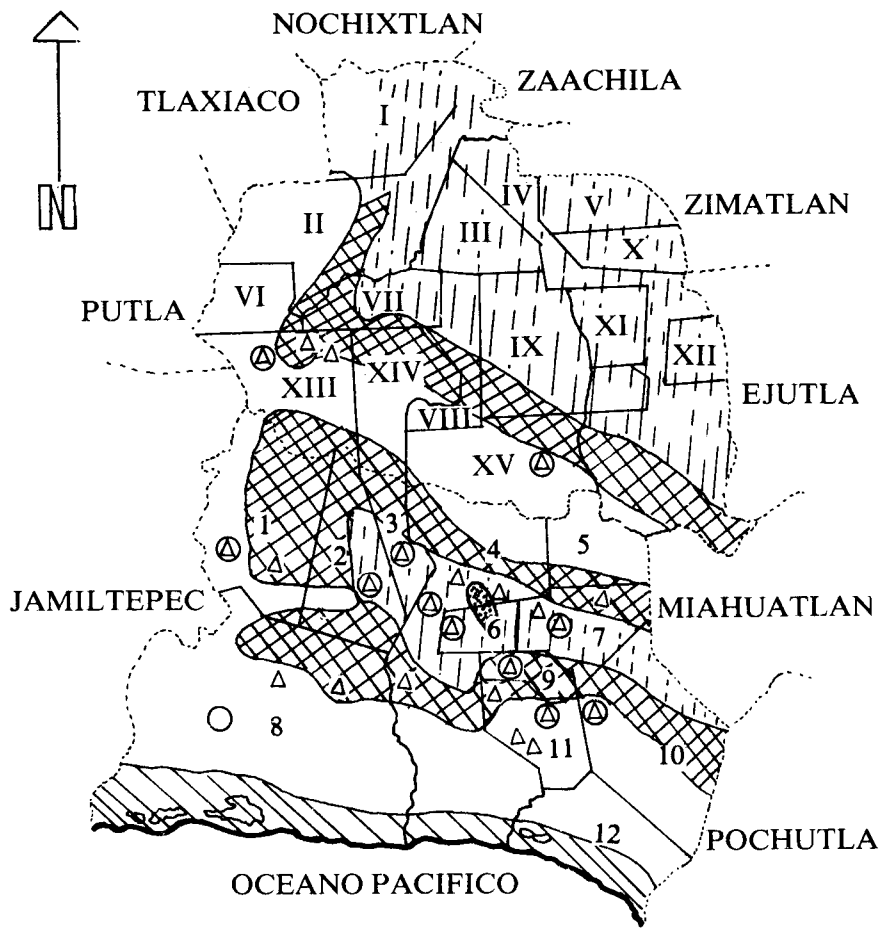 NOCHIXTLAN
ZAACHILA
TLAXIACO
I
N
IV
V
ZIMATLAN
II
III
X
VI
VII
PUTLA
IX
XI
XII
XIII
XIV
EJUTLA
VIII
XV
1
2
3
4
5
JAMILTEPEC
MIAHUATLAN
6
7
9
8
11
10
12
POCHUTLA
OCEANO PACIFICO